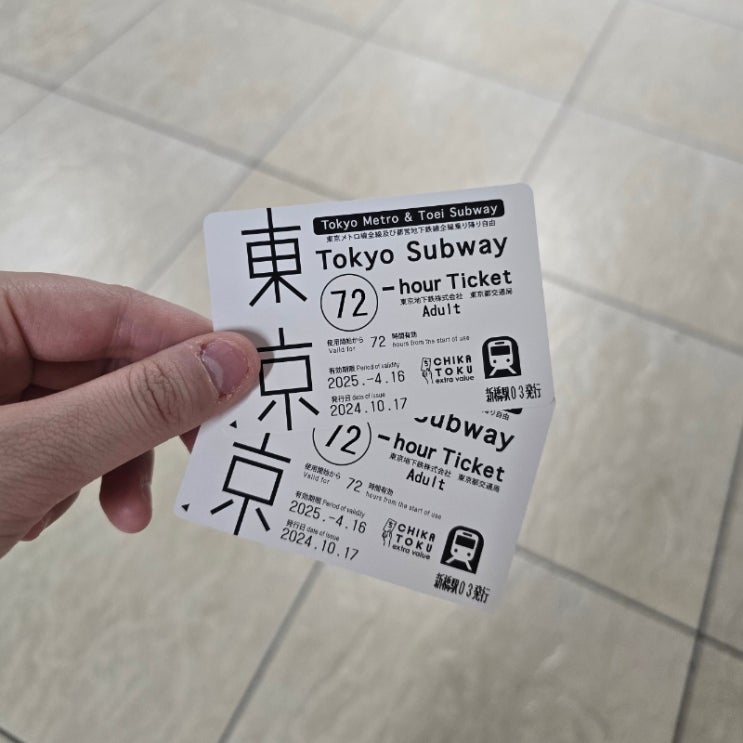 東京
Tokyo Metro & Toei Subway
東京メトロ線全線及び都営地下鉄線全線乗り降り自由
Tokyo Subway
72 -hour Ticket
東京地下鉄株式会社 東京都交通局
Adult
使用開始から 72 時間有効
Valid for hours from the start of use
有効期限 Period of validity
2025.-4.16
発行日 date of issue
2024.10.17
CHIKA
TOKU
extra value
新橋駅03発行
京
Subway
乗り降り自由
72 -hour Ticket
東京地下鉄株式会社 東京都交通局
Adult
使用開始から 72 時間有効
Valid for hours from the start of use
有効期限 Period of validity
2025.-4.16
発行日 date of issue
2024.10.17
CHIKA
TOKU
extra value
新橋駅03発行